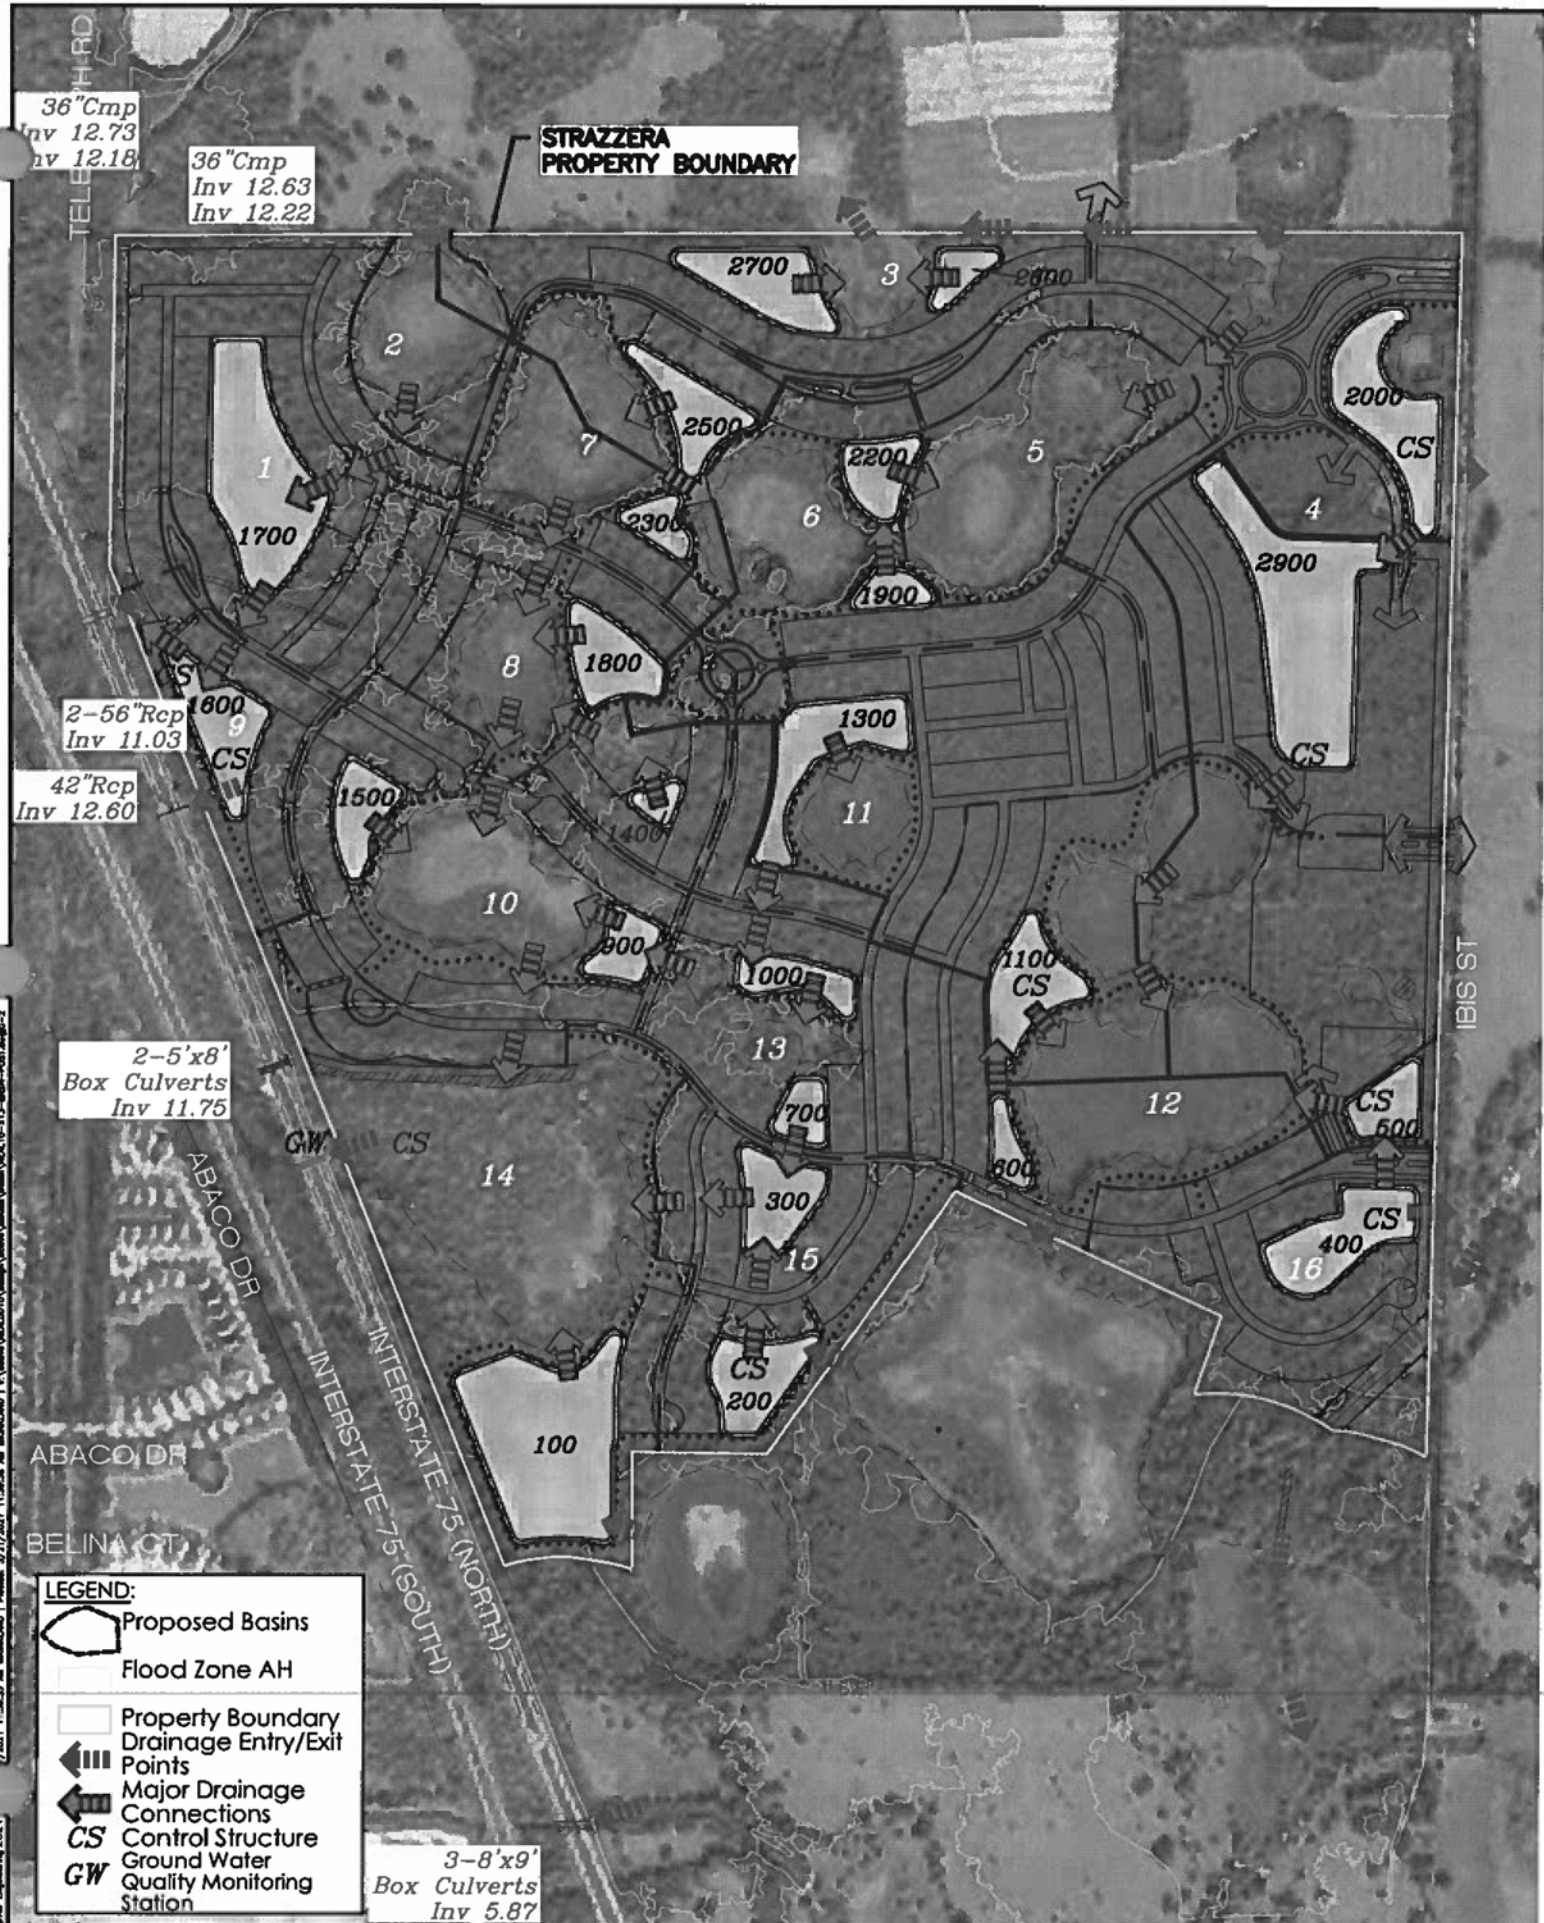 36"Cmp
Inv 12.73
Inv 12.18
36"Cmp
Inv 12.63
Inv 12.22
STRAZZERA
PROPERTY BOUNDARY
2700
3
2
2000
7
2500
5
2200
CS
1
6
4
2300
1700
2900
1900
8
1800
1600
9
2-56"Rcp
Inv 11.03
1300
CS
CS
42"Rcp
Inv 12.60
1500
11
1400
10
900
1100
CS
1000
IBIS ST
13
2-5'x8'
Box Culverts
Inv 11.75
12
CS
700
GW
CS
600
14
300
CS
400
15
16
ABACO DR
CS
200
INTERSTATE 75 (NORTH)
INTERSTATE 75 (SOUTH)
100
ABACO DR
BELINA CT
LEGEND:
Proposed Basins
Flood Zone AH
Property Boundary
Drainage Entry/Exit
Points
Major Drainage
Connections
CS Control Structure
GW Ground Water
Quality Monitoring
Station
3-8'x9'
Box Culverts
Inv 5.87